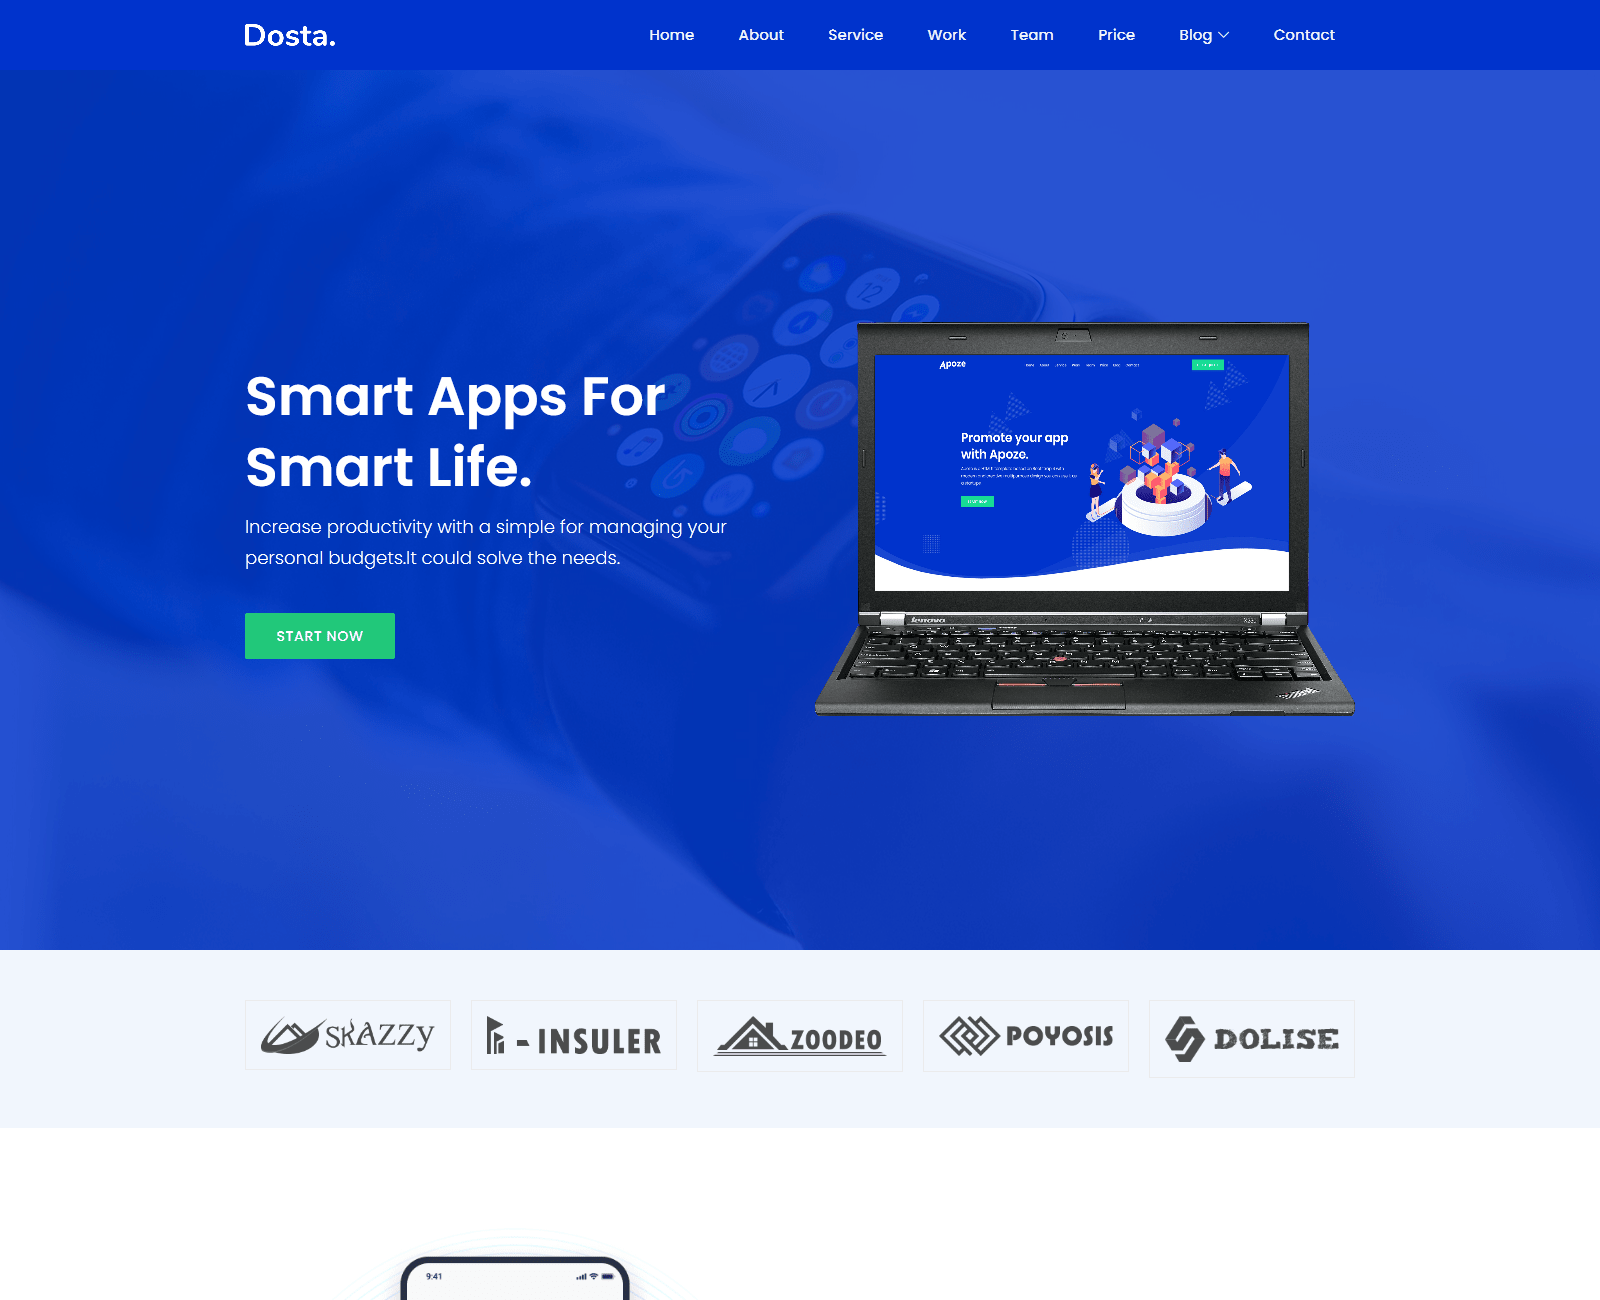 Dosta.
Home About Service Work Team Price Blog Contact
12
Apoze
Smart Apps For
Smart Life.
Promote your app
with Apoze.
Increase productivity with a simple for managing your
personal budgets.It could solve the needs.
START NOW
lenovo
SKAZZY
- INSULER
ZOODEO
POYOSIS
DOLISE
9:41